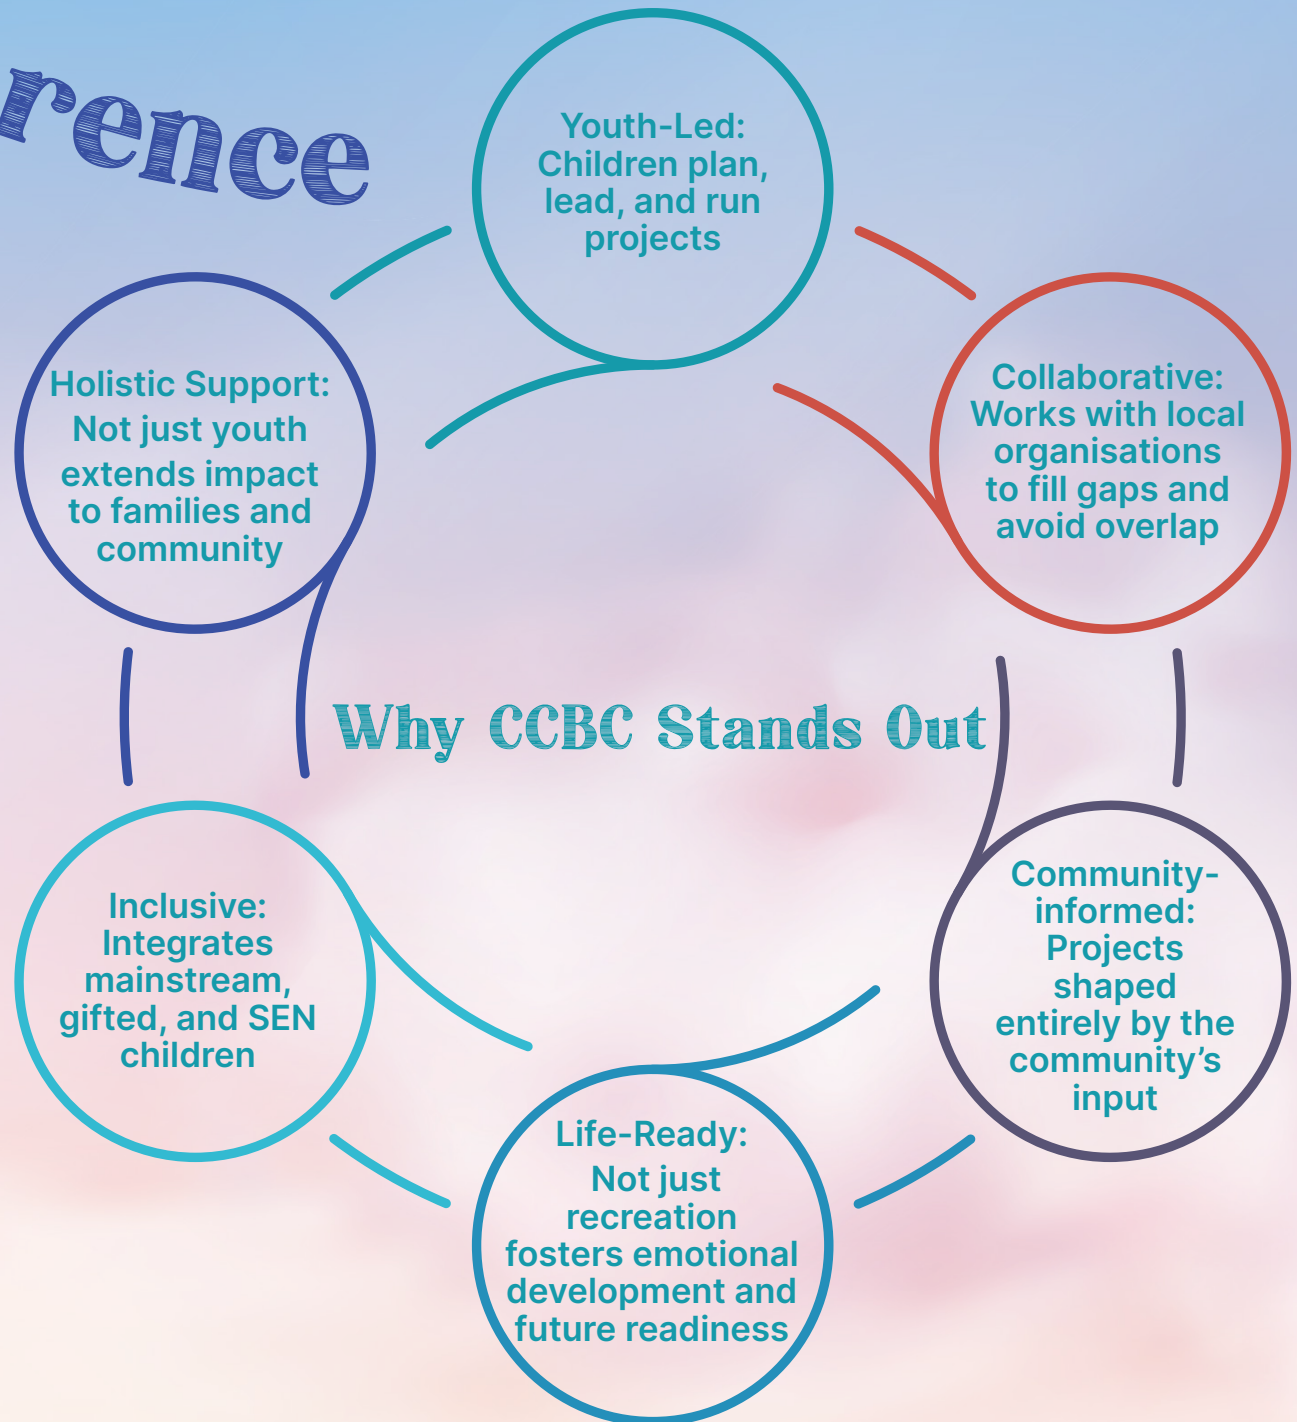 rence
Youth-Led:
Children plan,
lead, and run
projects
Collaborative:
Works with local
organisations
to fill gaps and
avoid overlap
Holistic Support:
Not just youth
extends impact
to families and
community
Why CCBC Stands Out
Inclusive:
Integrates
mainstream,
gifted, and SEN
children
Community-
informed:
Projects
shaped
entirely by the
community’s
input
Life-Ready:
Not just
recreation
fosters emotional
development and
future readiness